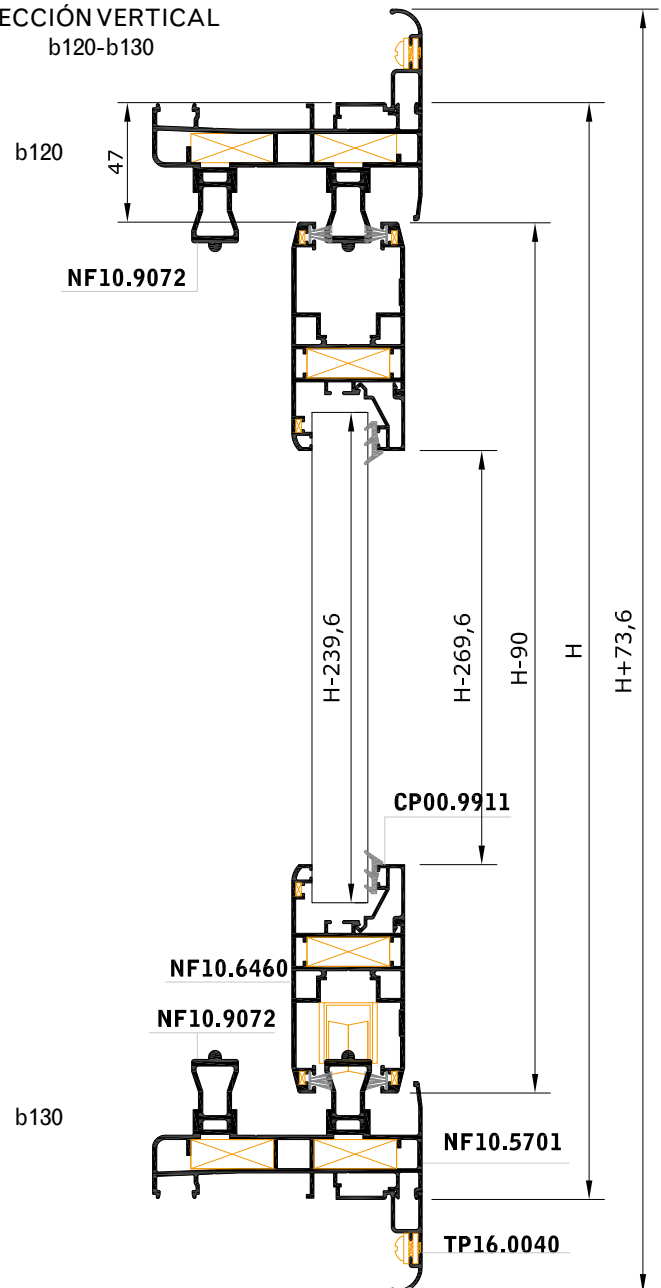 ECCIÓN VERTICAL
b120-b130
b120
47
NF10.9072
H-239,6
H-269,6
H-90
H
H+73,6
CP00.9911
NF10.6460
NF10.9072
b130
NF10.5701
TP16.0040